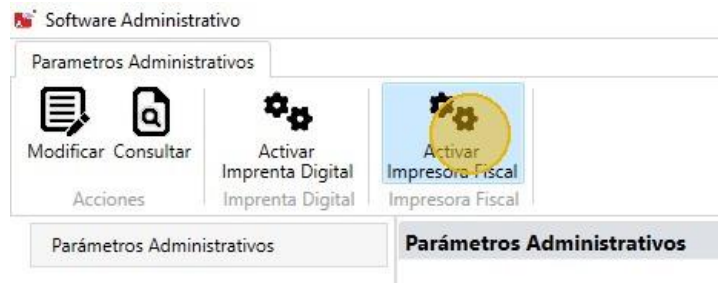 Software Administrativo
Parametros Administrativos
Modificar Consultar
Activar
Imprenta Digital
Activar
Impresora Fiscal
Acciones
Imprenta Digital
Impresora Fiscal
Parámetros Administrativos
Parámetros Administrativos